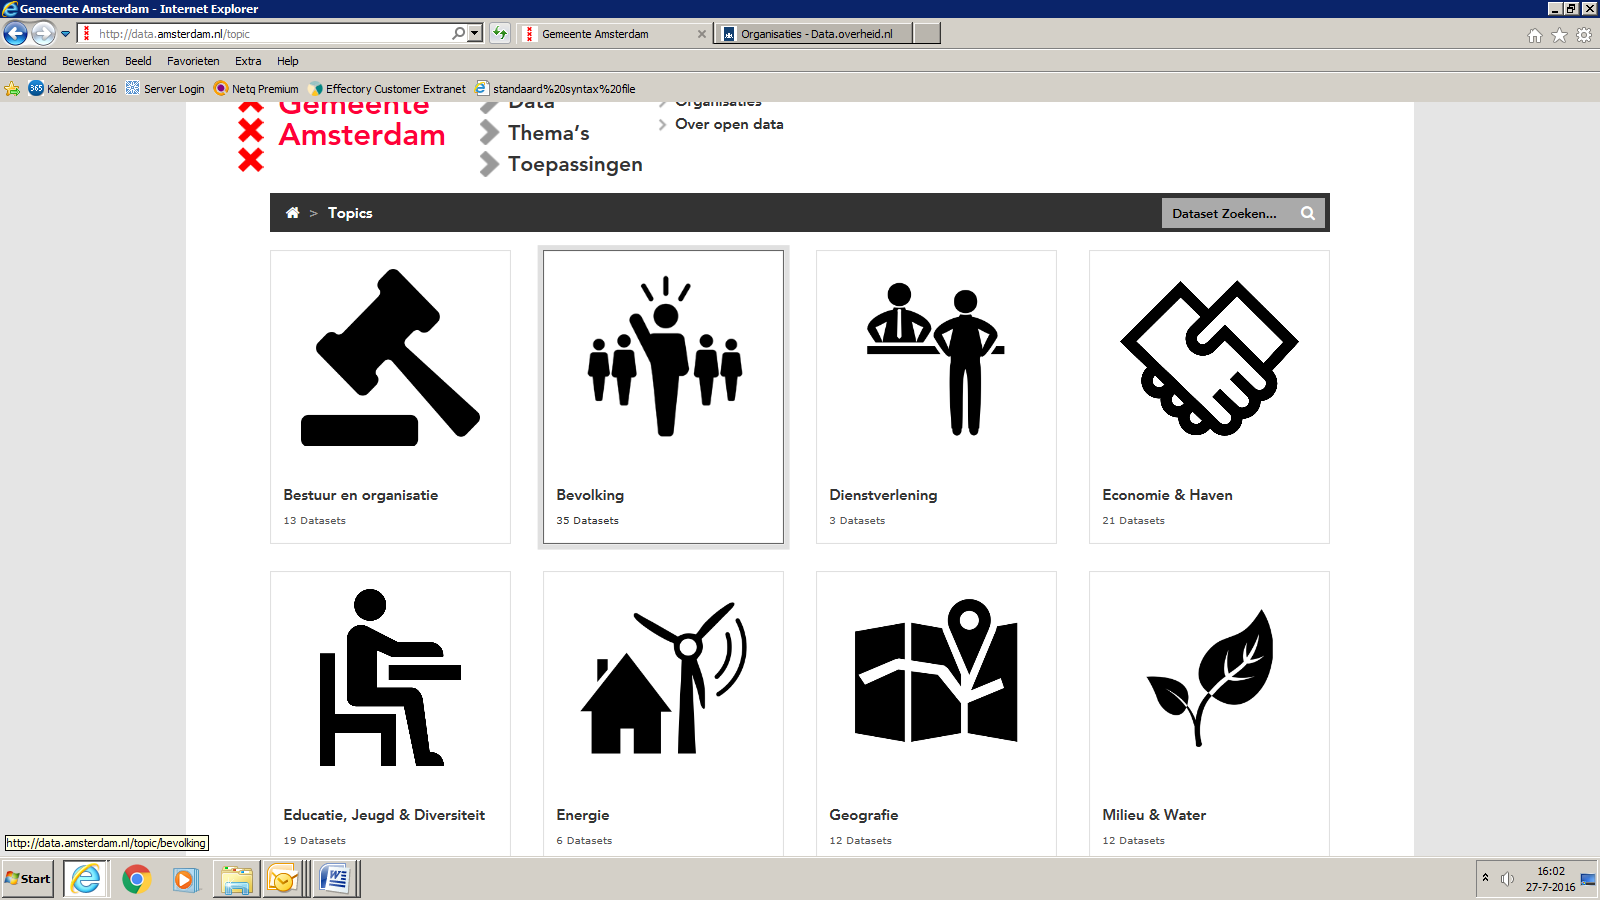 Gemeente Amsterdam - Internet Explorer
http://data.amsterdam.nl/topic
Gemeente Amsterdam
Organisaties - Data.overheid.nl
Bestand Bewerken Beeld Favorieten Extra Help
365 Kalender 2016 Server Login Netq Premium Effectory Customer Extranet standaard%20syntax%20file
Gemeente
Amsterdam
Data
Thema's
Toepassingen
Organisaties
Over open data
> Topics
Dataset Zoeken...
Bestuur en organisatie
13 Datasets
Bevolking
35 Datasets
Dienstverlening
3 Datasets
Economie & Haven
21 Datasets
Educatie, Jeugd & Diversiteit
19 Datasets
Energie
6 Datasets
Geografie
12 Datasets
Milieu & Water
12 Datasets
http://data.amsterdam.nl/topic/bevolking
Start
16:02
27-7-2016